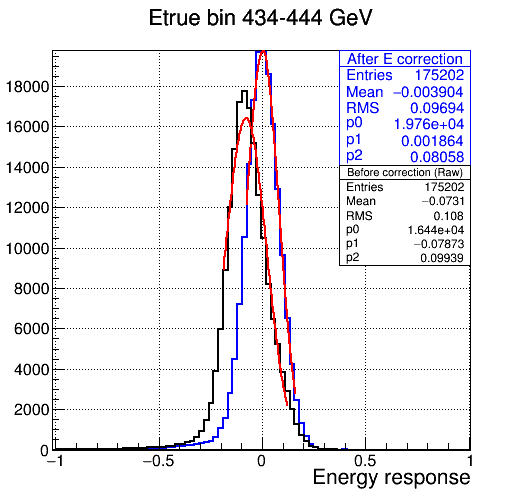 Etrue bin 434-444 GeV
After E correction
Entries 175202
Mean −0.003904
RMS 0.09694
p0 1.976e+04
p1 0.001864
p2 0.08058
Before correction (Raw)
Entries 175202
Mean −0.0731
RMS 0.108
p0 1.644e+04
p1 −0.07873
p2 0.09939
18000
16000
14000
12000
10000
8000
6000
4000
2000
0
−1 −0.5 0 0.5 1
Energy response